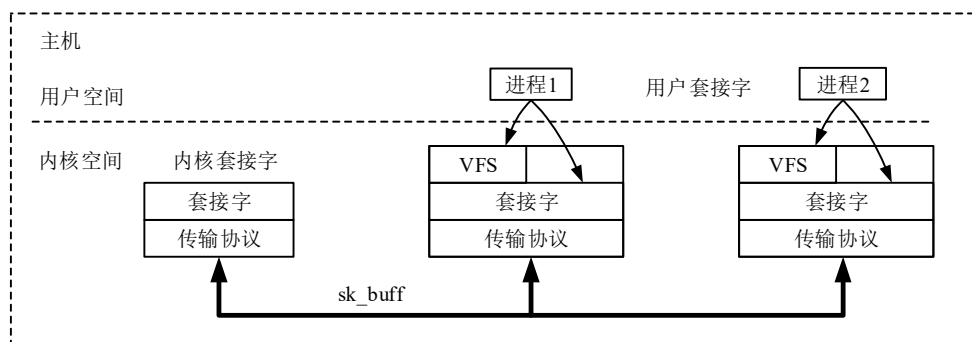 主机
用户空间
进程1
用户套接字
进程2
内核空间
内核套接字
VFS
VFS
套接字
套接字
套接字
传输协议
传输协议
传输协议
sk_buff